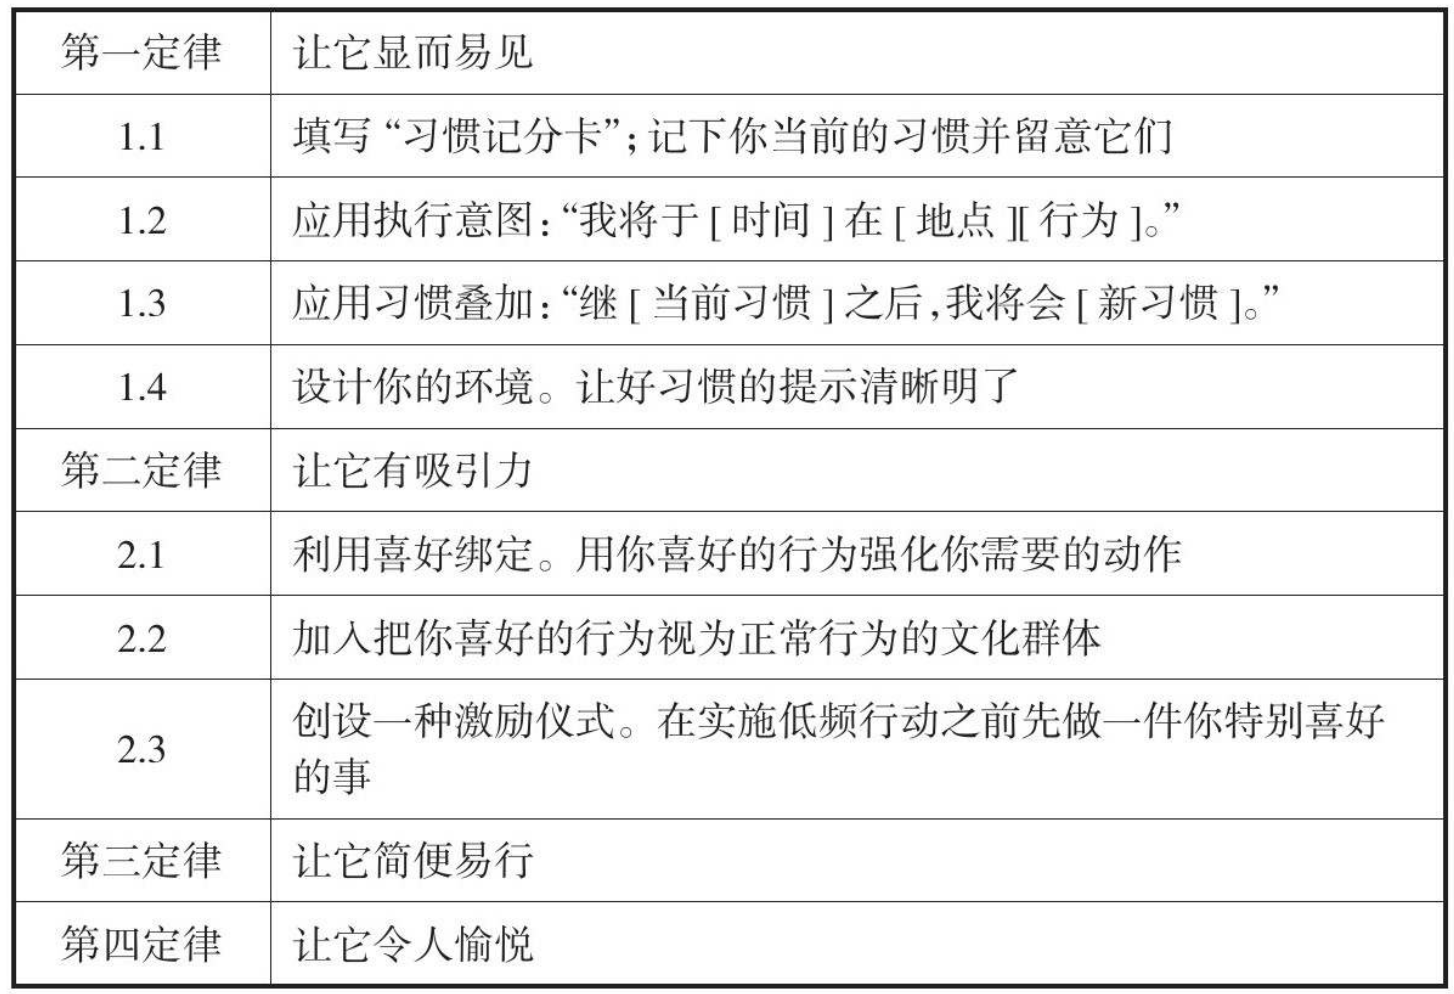 第一定律 让它显而易见
1.1 填写“习惯记分卡”;记下你当前的习惯并留意它们
1.2 应用执行意图:“我将于[时间]在[地点][行为]。”
1.3 应用习惯叠加:“继[当前习惯]之后,我将会[新习惯]。”
1.4 设计你的环境。让好习惯的提示清晰明了
第二定律 让它有吸引力
2.1 利用喜好绑定。用你喜好的行为强化你需要的动作
2.2 加入把你喜好的行为视为正常行为的文化群体
2.3 创设一种激励仪式。在实施低频行动之前先做一件你特别喜好
的事
第三定律 让它简便易行
第四定律 让它令人愉悦